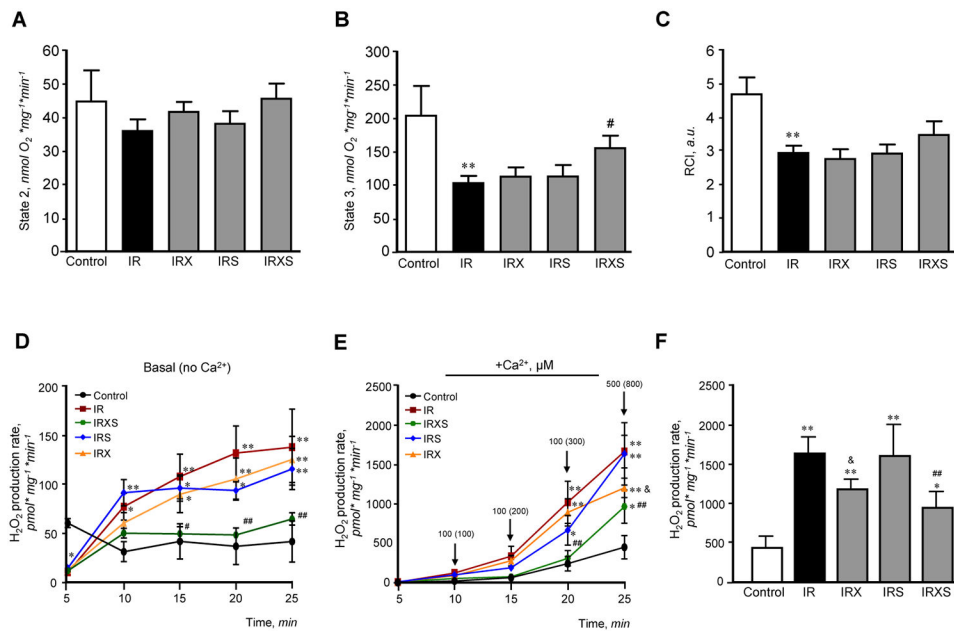 A
B
C
State 2, nmol O2 *mg-1*min-1
60
50
40
30
20
10
0
Control IR IRX IRS IRXS
State 3, nmol O2 *mg-1*min-1
300
250
200
150
100
50
0
**
#
Control IR IRX IRS IRXS
RCI, a.u.
6
5
4
3
2
1
0
**
Control IR IRX IRS IRXS
D
E
F
Basal (no Ca2+)
H2O2 production rate,
pmol* mg-1*min-1
200
150
100
50
0
Control
IR
IRXS
IRS
IRX
*
**
*
**
*
*
#
**
**
*
##
**
**
**
##
5 10 15 20 25
Time, min
+Ca2+, µM
H2O2 production rate,
pmol* mg-1*min-1
2500
2000
1500
1000
500
0
Control
IR
IRXS
IRS
IRX
100 (100)
100 (200)
100 (300)
500 (800)
**
**
*
##
**
**
** &
* ##
5 10 15 20 25
Time, min
H2O2 production rate,
pmol* mg-1*min-1
2500
2000
1500
1000
500
0
**
&
**
**
##
*
Control IR IRX IRS IRXS